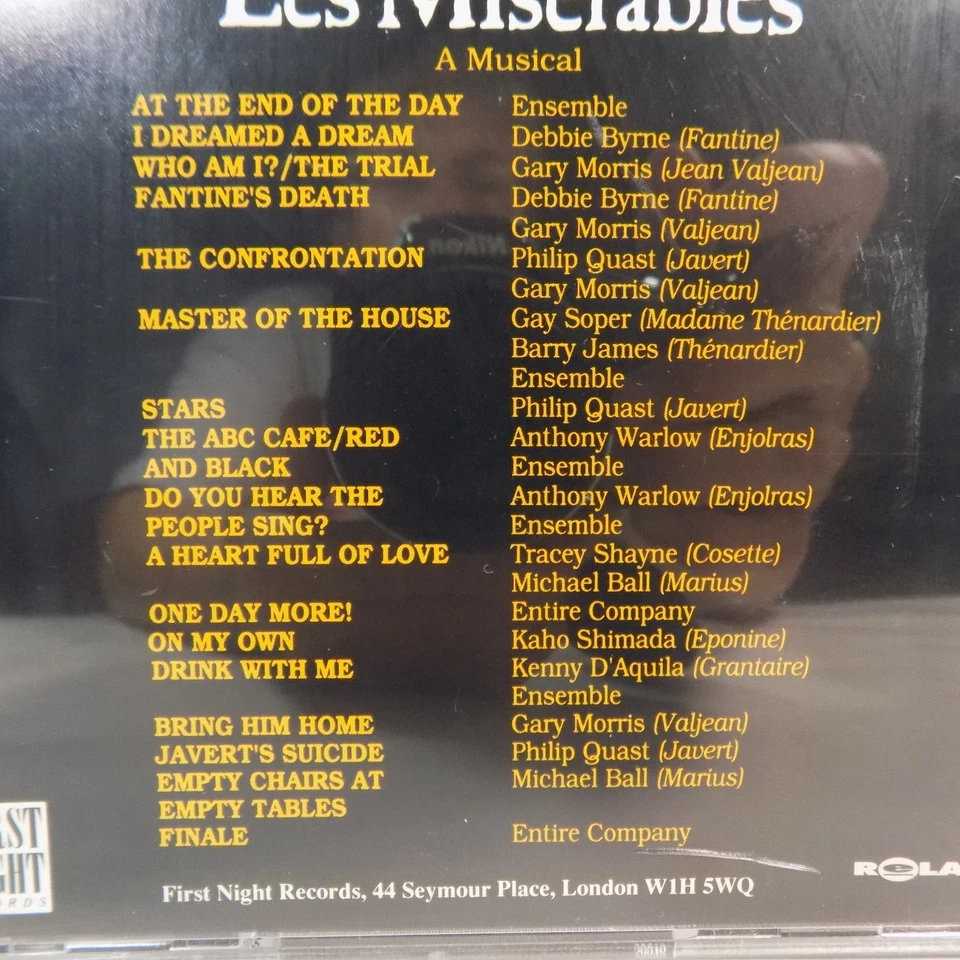 Les Misérables
A Musical
AT THE END OF THE DAY Ensemble
I DREAMED A DREAM Debbie Byrne (Fantine)
WHO AM I?/THE TRIAL Gary Morris (Jean Valjean)
FANTINE'S DEATH Debbie Byrne (Fantine)
Gary Morris (Valjean)
THE CONFRONTATION Philip Quast (Javert)
Gary Morris (Valjean)
MASTER OF THE HOUSE Gay Soper (Madame Thénardier)
Barry James (Thénardier)
Ensemble
STARS Philip Quast (Javert)
THE ABC CAFE/RED Anthony Warlow (Enjolras)
AND BLACK Ensemble
DO YOU HEAR THE Anthony Warlow (Enjolras)
PEOPLE SING? Ensemble
A HEART FULL OF LOVE Tracey Shayne (Cosette)
Michael Ball (Marius)
ONE DAY MORE! Entire Company
ON MY OWN Kaho Shimada (Eponine)
DRINK WITH ME Kenny D'Aquila (Grantaire)
Ensemble
BRING HIM HOME Gary Morris (Valjean)
JAVERT'S SUICIDE Philip Quast (Javert)
EMPTY CHAIRS AT Michael Ball (Marius)
EMPTY TABLES
FINALE Entire Company
First Night Records, 44 Seymour Place, London W1H 5WQ